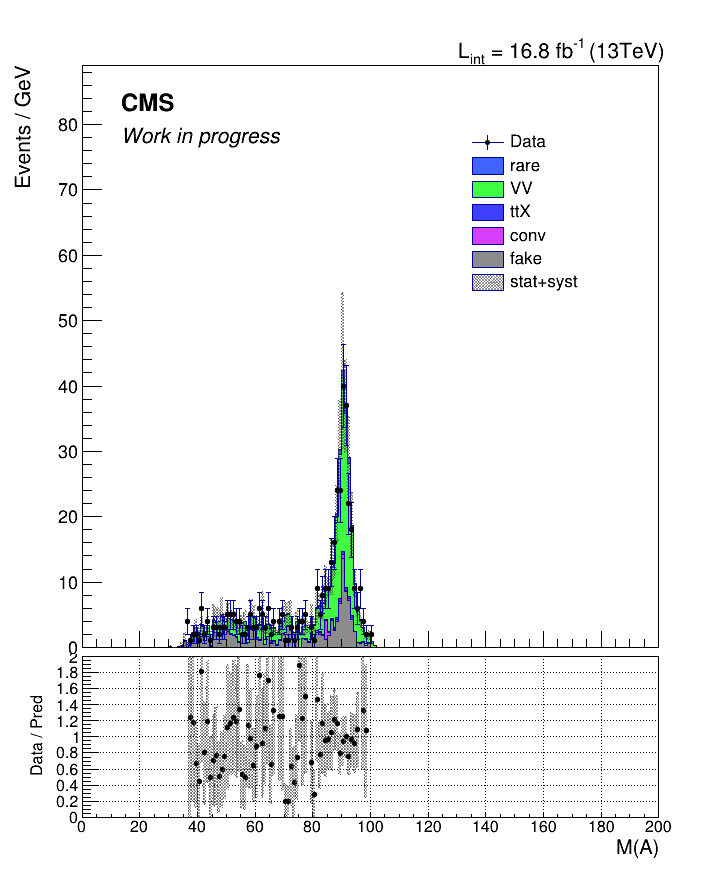 L_int = 16.8 fb^-1 (13TeV)
Events / GeV
CMS
Work in progress
Data
rare
VV
ttX
conv
fake
stat+syst
80
70
60
50
40
30
20
10
0
Data / Pred
2
1.8
1.6
1.4
1.2
1
0.8
0.6
0.4
0.2
0
0 20 40 60 80 100 120 140 160 180 200
M(A)